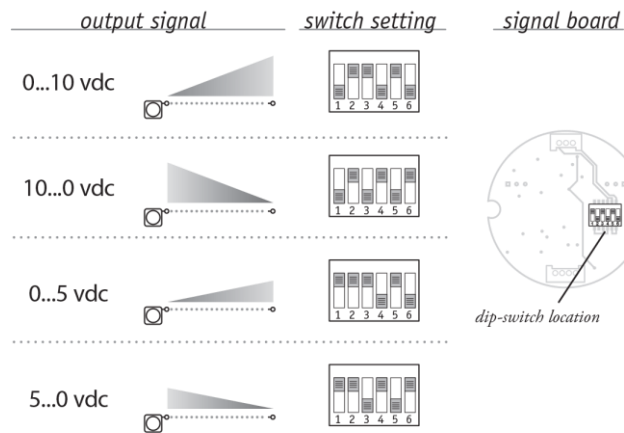 output signal switch setting signal board
0...10 vdc
1 2 3 4 5 6
10...0 vdc
1 2 3 4 5 6
dip-switch location
0...5 vdc
1 2 3 4 5 6
5...0 vdc
1 2 3 4 5 6